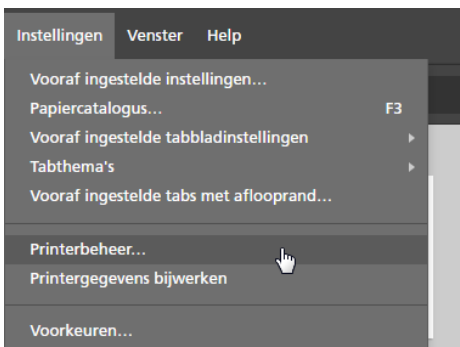 Instellingen Venster Help
Vooraf ingestelde instellingen...
Papiercatalogus... F3
Vooraf ingestelde tabbladinstellingen
Tabthema's
Vooraf ingestelde tabs met aflooprand...
Printerbeheer...
Printergegevens bijwerken
Voorkeuren...